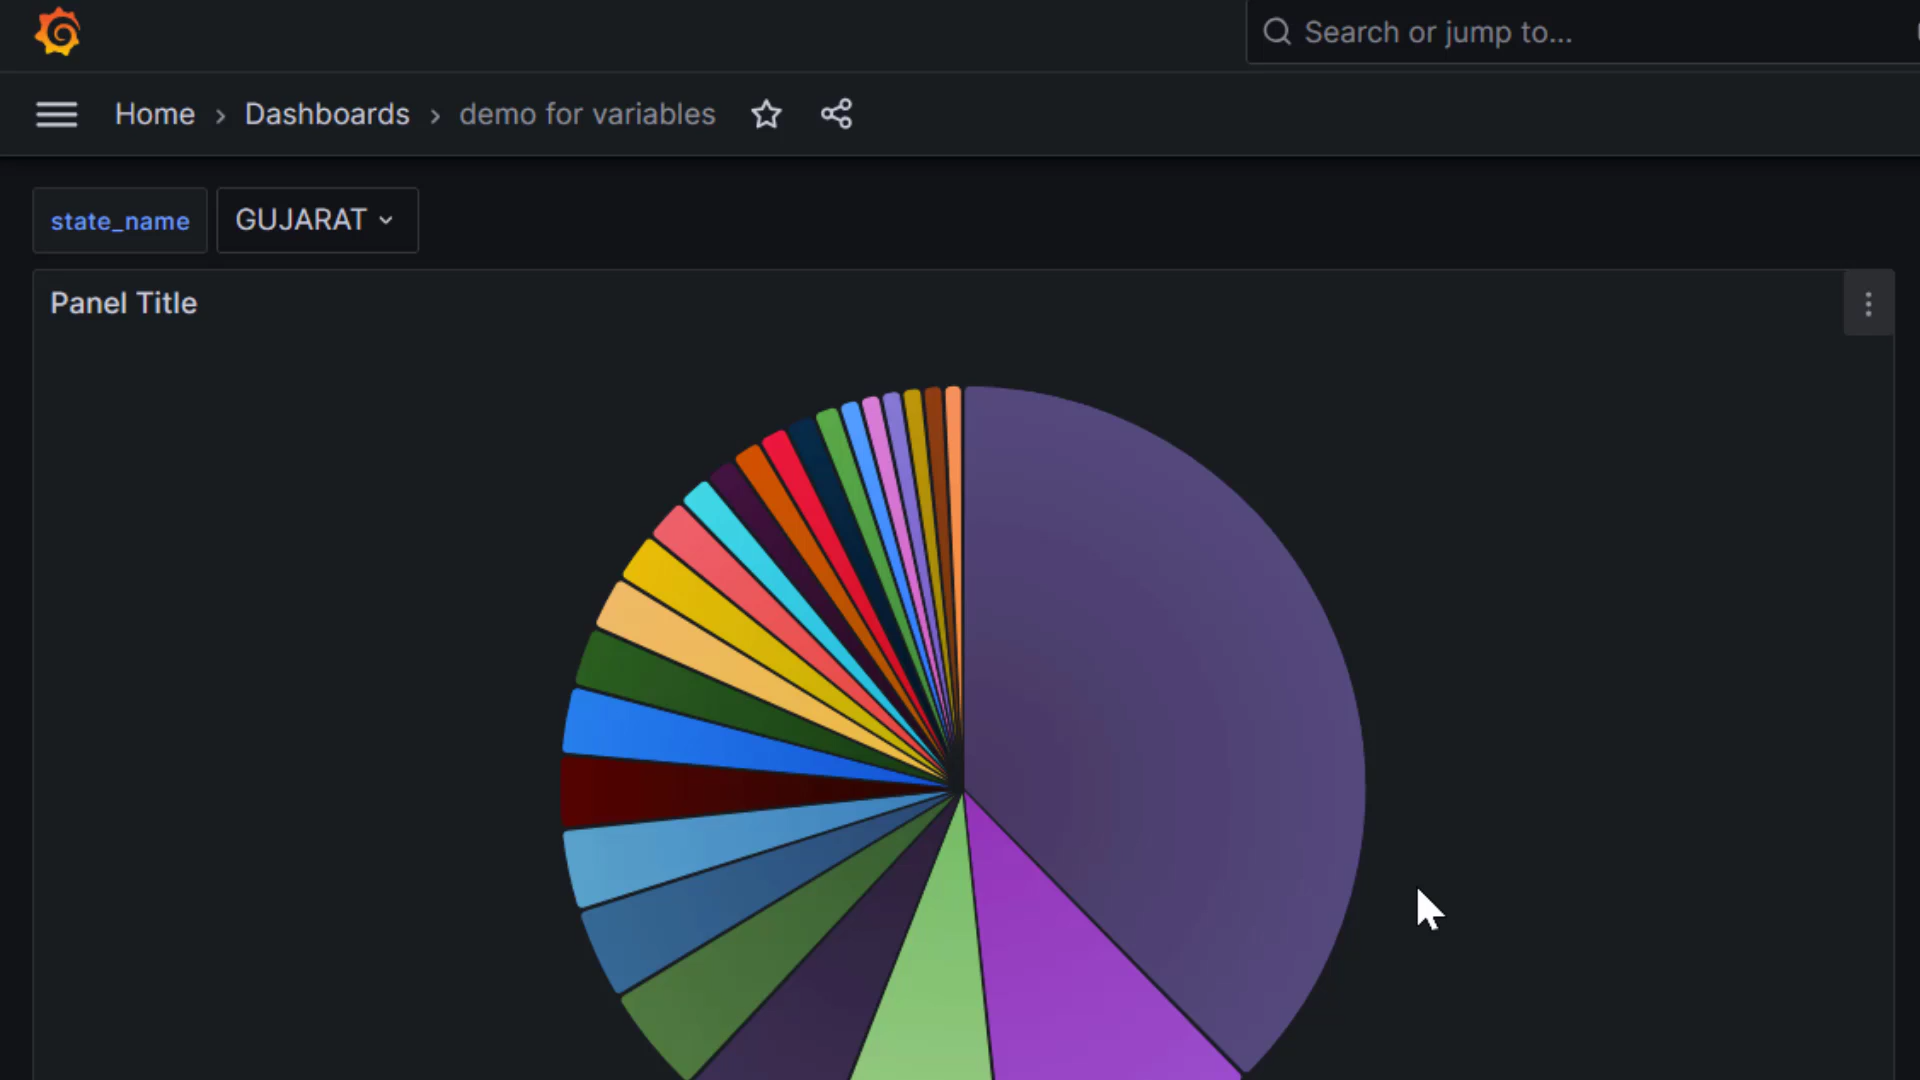 Search or jump to...
Home › Dashboards › demo for variables
state_name GUJARAT
Panel Title